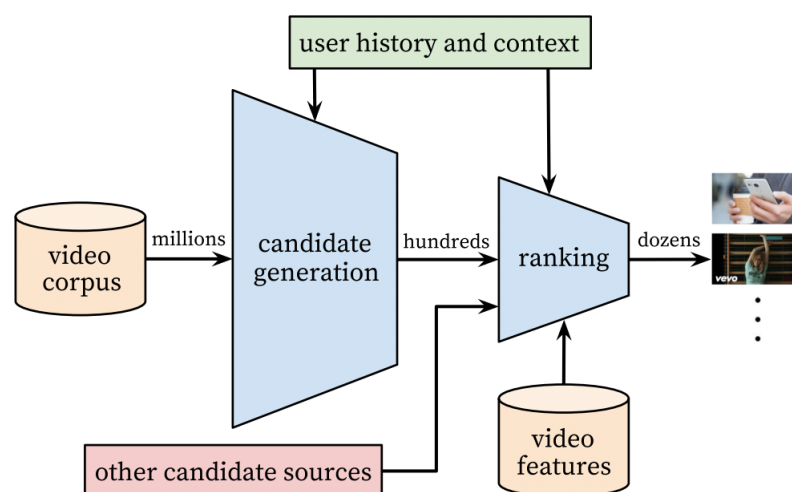 user history and context
video
corpus
millions
candidate
generation
hundreds
ranking
dozens
vevo
other candidate sources
video
features